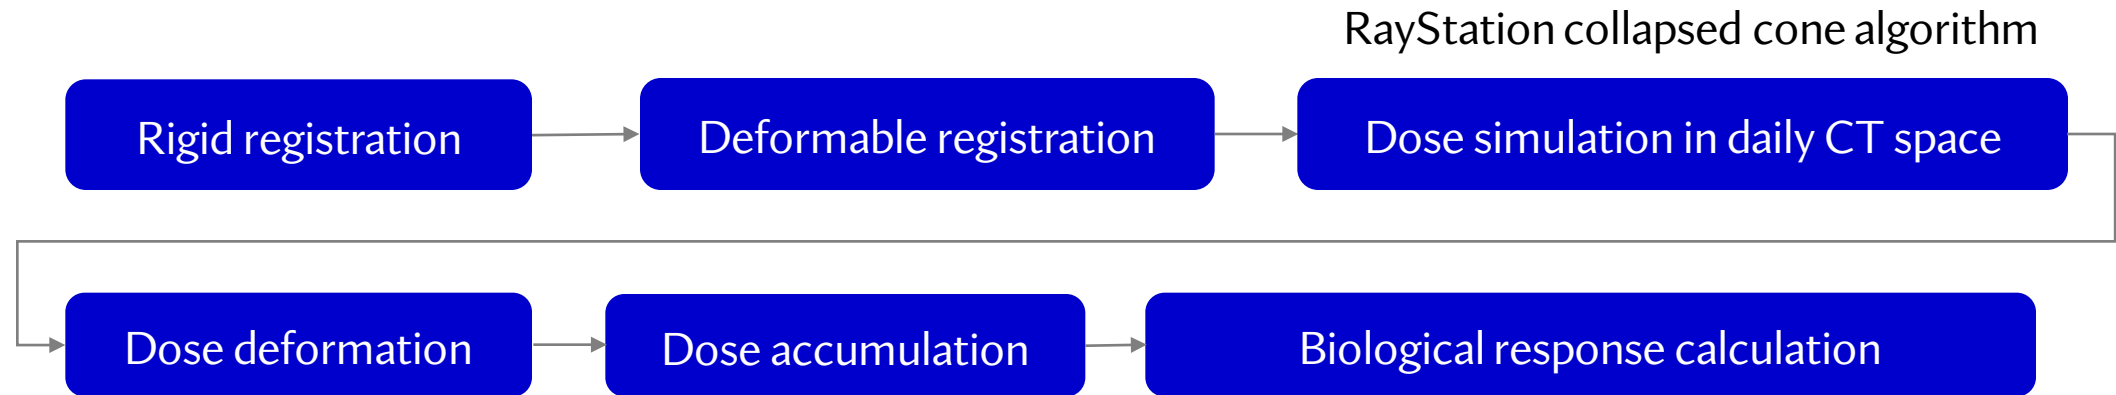 RayStation collapsed cone algorithm
Rigid registration
Deformable registration
Dose simulation in daily CT space
Dose deformation
Dose accumulation
Biological response calculation